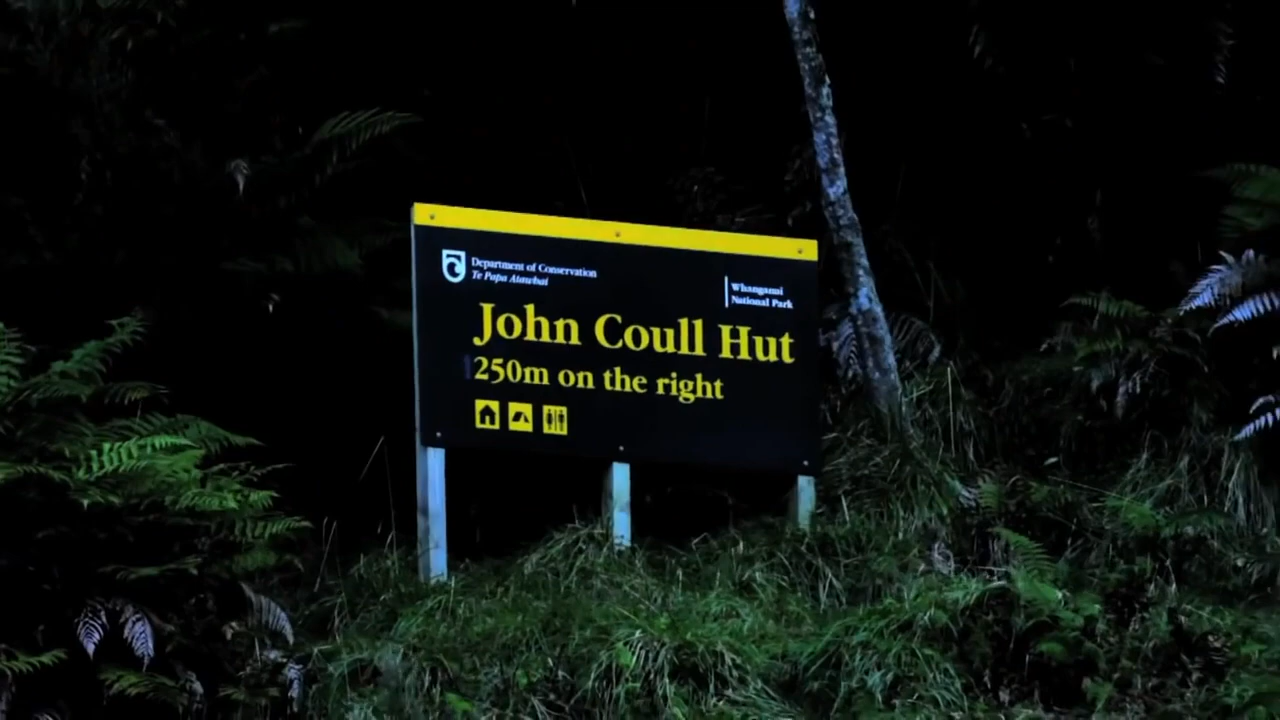 Department of Conservation
Te Papa Atawhai
Whanganui
National Park
John Coull Hut
250m on the right